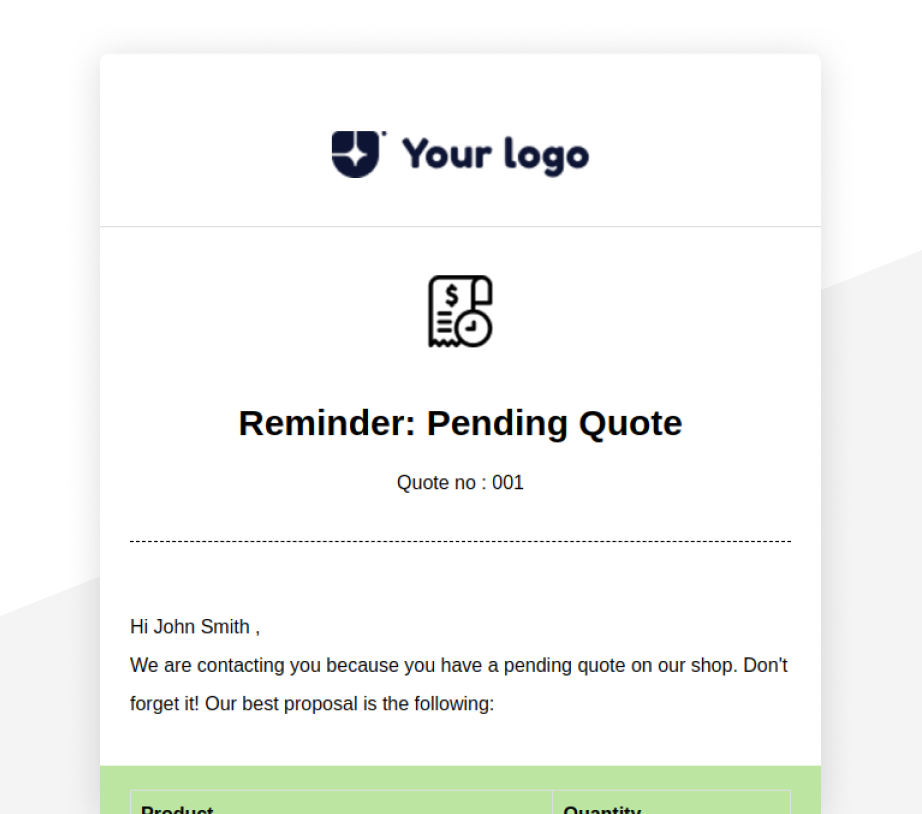 Your logo
$
Reminder: Pending Quote
Quote no : 001
Hi John Smith ,
We are contacting you because you have a pending quote on our shop. Don't
forget it! Our best proposal is the following:
Product Quantity